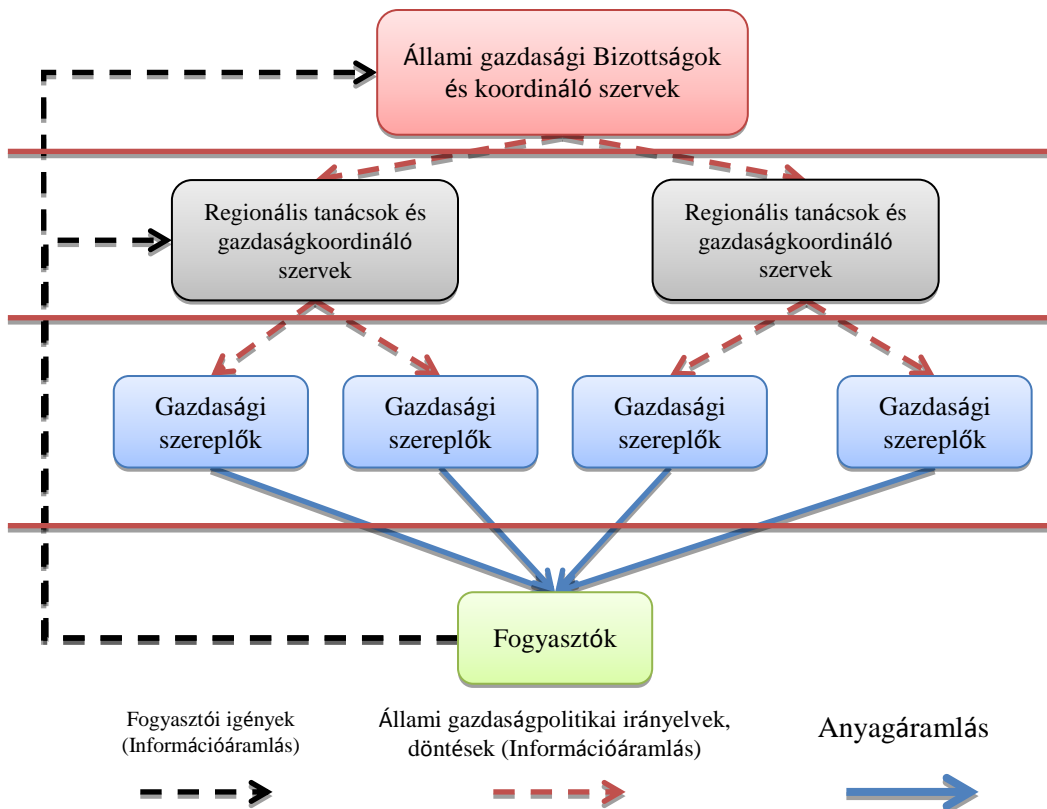 Állami gazdasági Bizottságok
és koordináló szervek
Regionális tanácsok és
gazdaságkoordináló
szervek
Regionális tanácsok és
gazdaságkoordináló
szervek
Gazdasági
szereplők
Gazdasági
szereplők
Gazdasági
szereplők
Gazdasági
szereplők
Fogyasztók
Fogyasztói igények
(Információáramlás)
Állami gazdaságpolitikai irányelvek,
döntések (Információáramlás)
Anyagáramlás